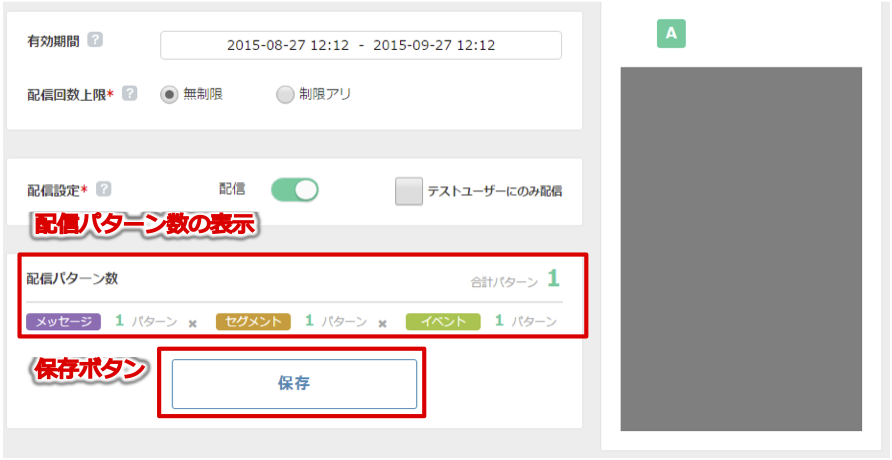 有効期間 ?
2015-08-27 12:12 - 2015-09-27 12:12
配信回数上限* ?
無制限
制限アリ
配信設定* ?
配信
テストユーザーにのみ配信
配信パターン数の表示
配信パターン数
合計パターン 1
メッセージ 1 パターン × セグメント 1 パターン × イベント 1 パターン
保存ボタン
保存
A